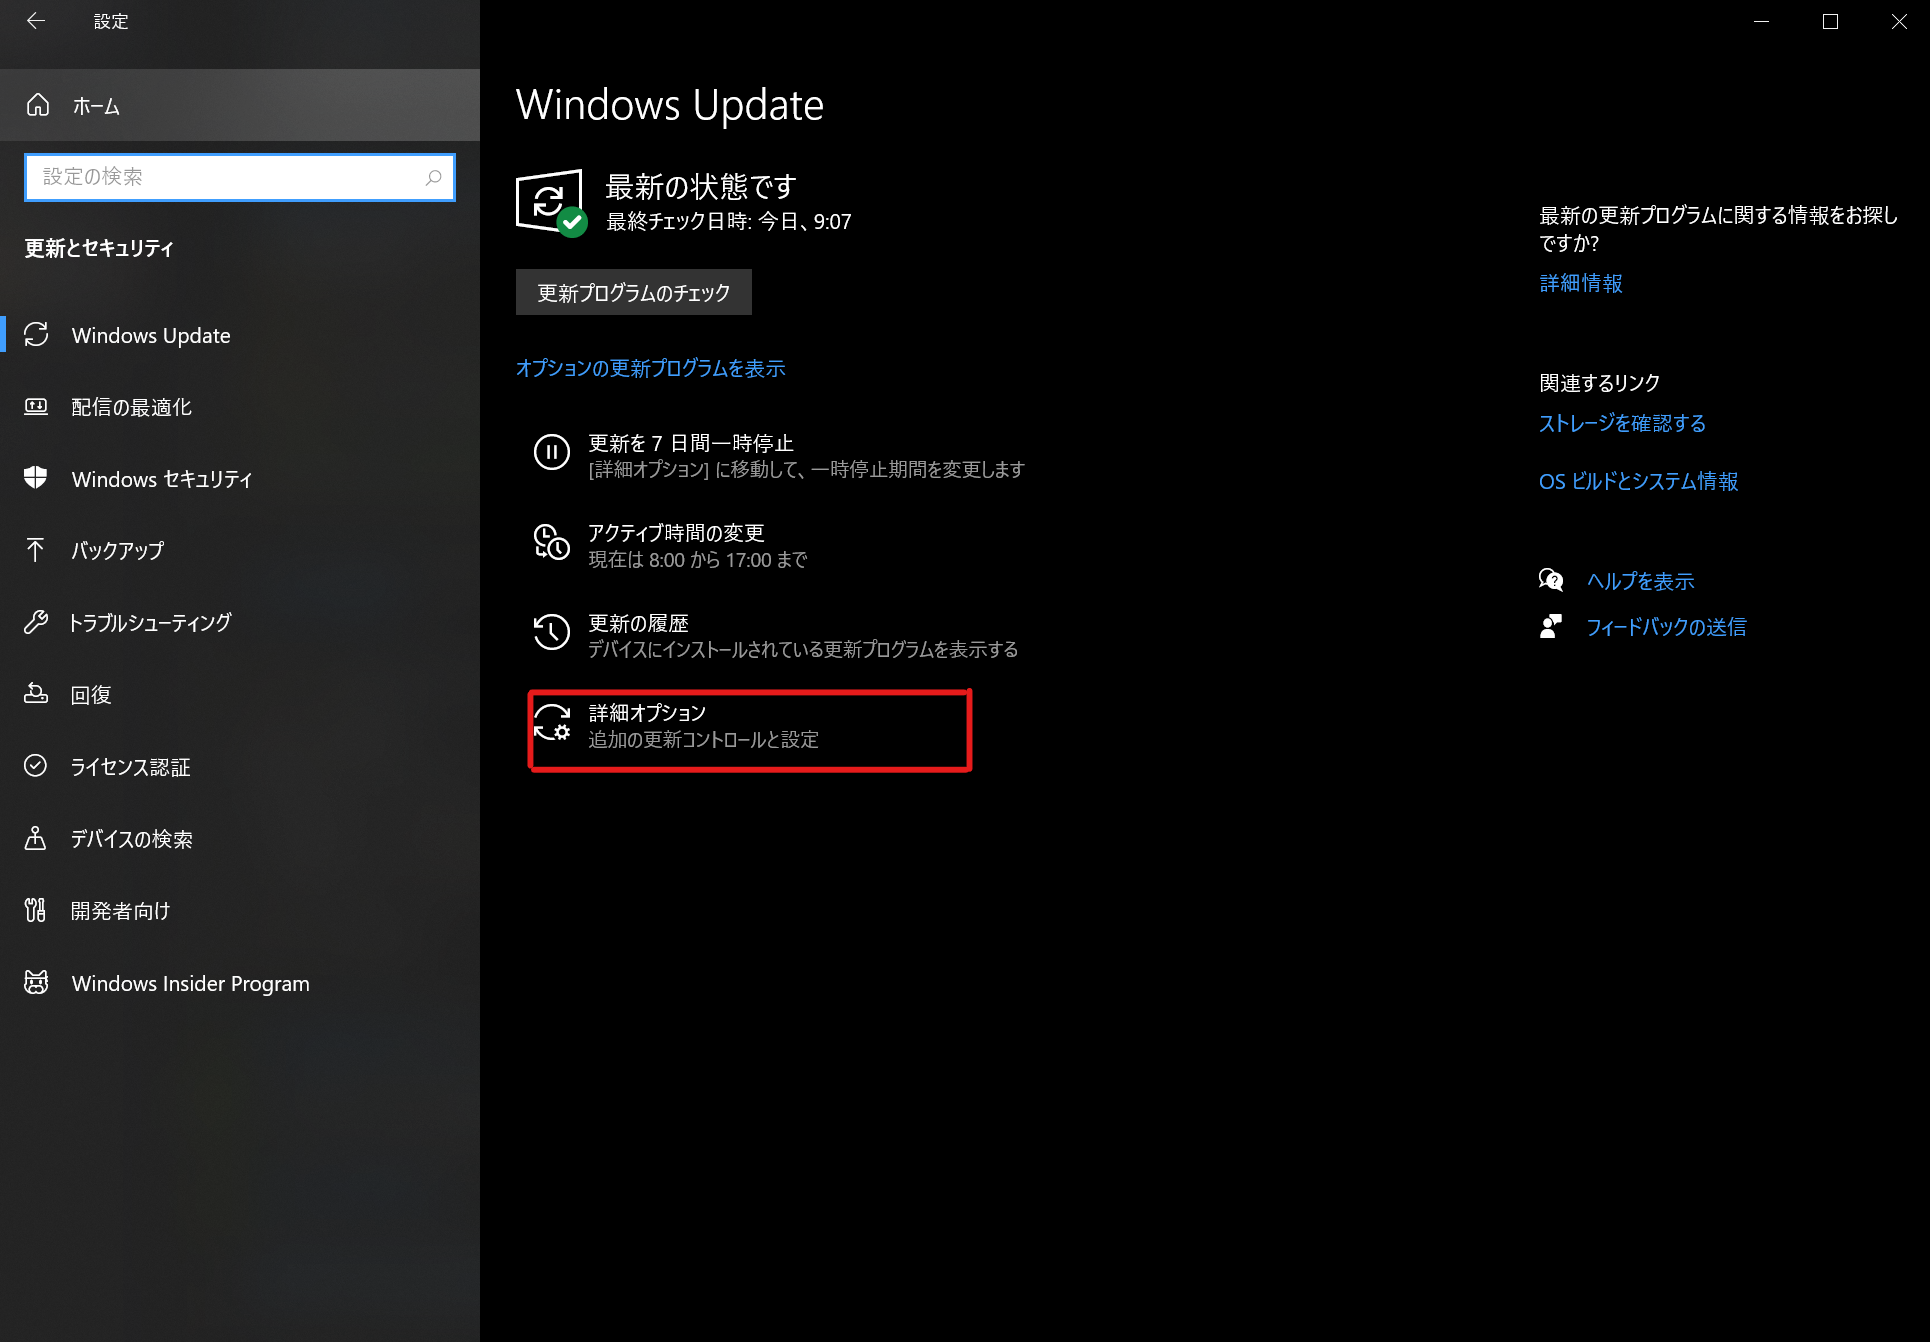 設定
ホーム
設定の検索
更新とセキュリティ
Windows Update
配信の最適化
Windows セキュリティ
バックアップ
トラブルシューティング
回復
ライセンス認証
デバイスの検索
開発者向け
Windows Insider Program
Windows Update
最新の状態です
最終チェック日時: 今日、9:07
更新プログラムのチェック
オプションの更新プログラムを表示
更新を 7 日間一時停止
[詳細オプション] に移動して、一時停止期間を変更します
アクティブ時間の変更
現在は 8:00 から 17:00 まで
更新の履歴
デバイスにインストールされている更新プログラムを表示する
詳細オプション
追加の更新コントロールと設定
最新の更新プログラムに関する情報をお探し
ですか?
詳細情報
関連するリンク
ストレージを確認する
OS ビルドとシステム情報
ヘルプを表示
フィードバックの送信